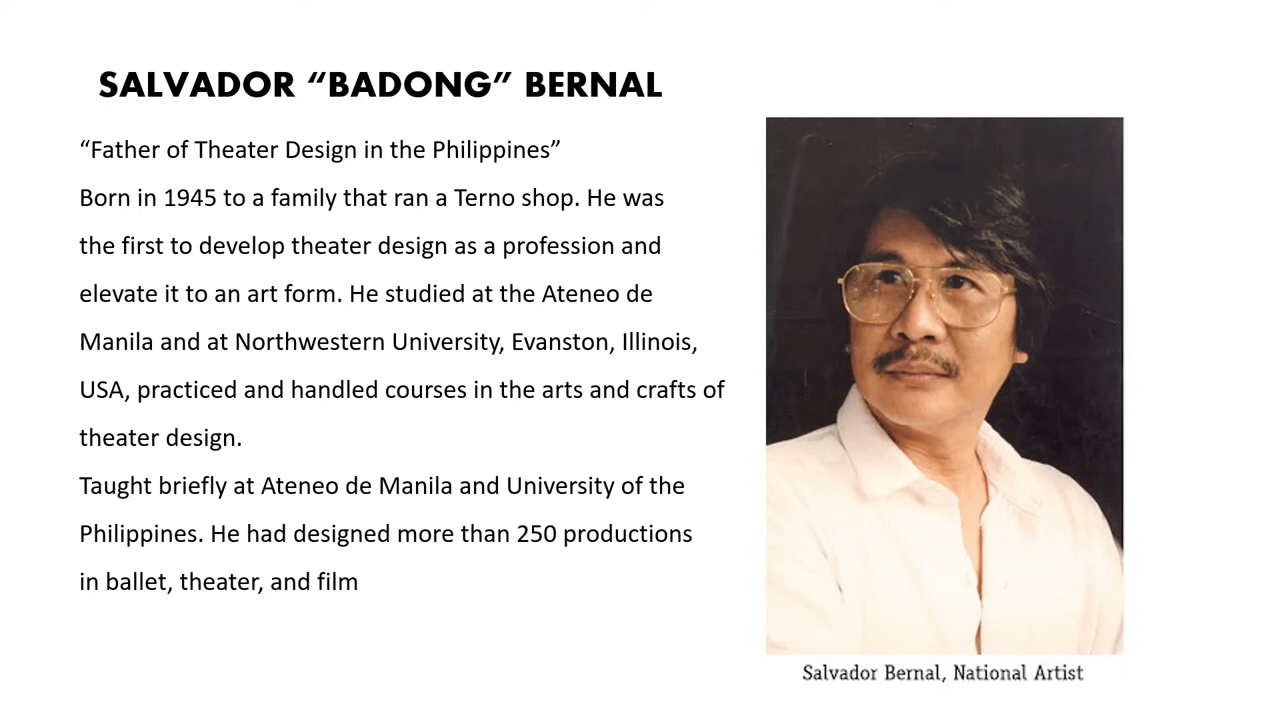 SALVADOR “BADONG” BERNAL
“Father of Theater Design in the Philippines”
Born in 1945 to a family that ran a Terno shop. He was
the first to develop theater design as a profession and
elevate it to an art form. He studied at the Ateneo de
Manila and at Northwestern University, Evanston, Illinois,
USA, practiced and handled courses in the arts and crafts of
theater design.
Taught briefly at Ateneo de Manila and University of the
Philippines. He had designed more than 250 productions
in ballet, theater, and film
Salvador Bernal, National Artist